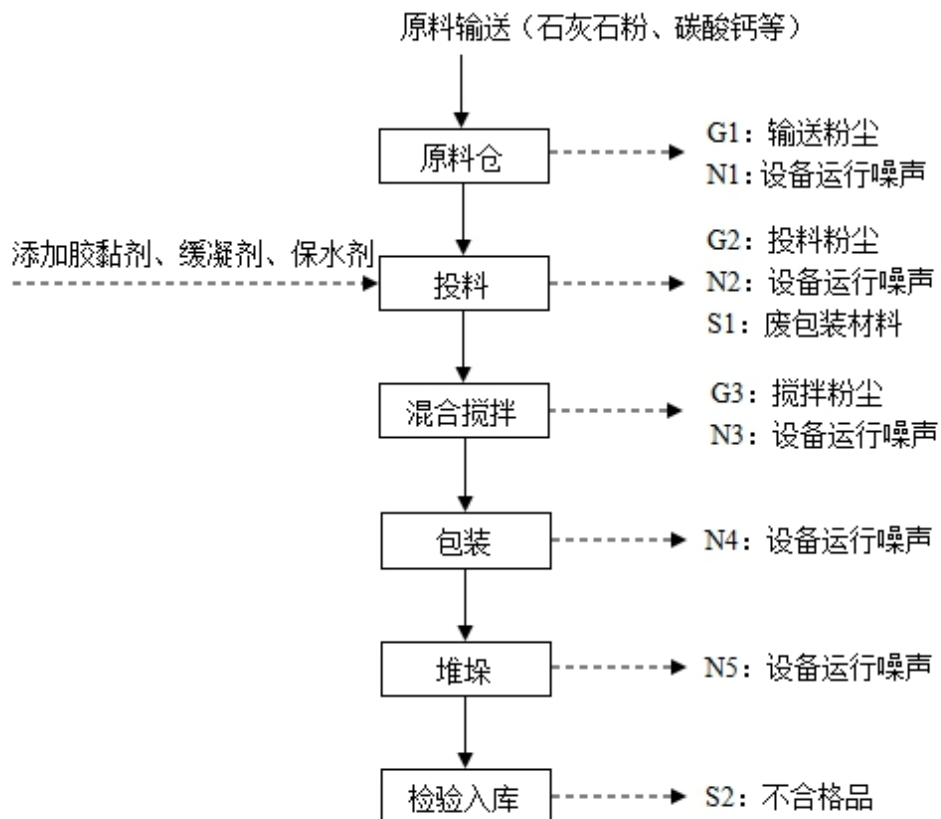 原料输送（石灰石粉、碳酸钙等）
原料仓
G1：输送粉尘
N1：设备运行噪声
添加胶黏剂、缓凝剂、保水剂
投料
G2：投料粉尘
N2：设备运行噪声
S1：废包装材料
混合搅拌
G3：搅拌粉尘
N3：设备运行噪声
包装
N4：设备运行噪声
堆垛
N5：设备运行噪声
检验入库
S2：不合格品